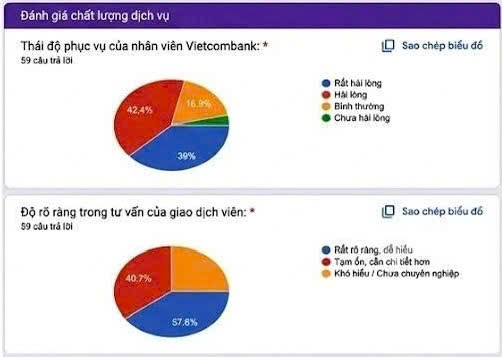 Đánh giá chất lượng dịch vụ
Thái độ phục vụ của nhân viên Vietcombank: *
Sao chép biểu đồ
59 câu trả lời
42,4%
16.9%
39%
Rất hài lòng
Hài lòng
Bình thường
Chưa hài lòng
Độ rõ ràng trong tư vấn của giao dịch viên: *
Sao chép biểu đồ
59 câu trả lời
40.7%
57.6%
Rất rõ ràng, dễ hiểu
Tạm ổn, cần chi tiết hơn
Khó hiểu / Chưa chuyên nghiệp